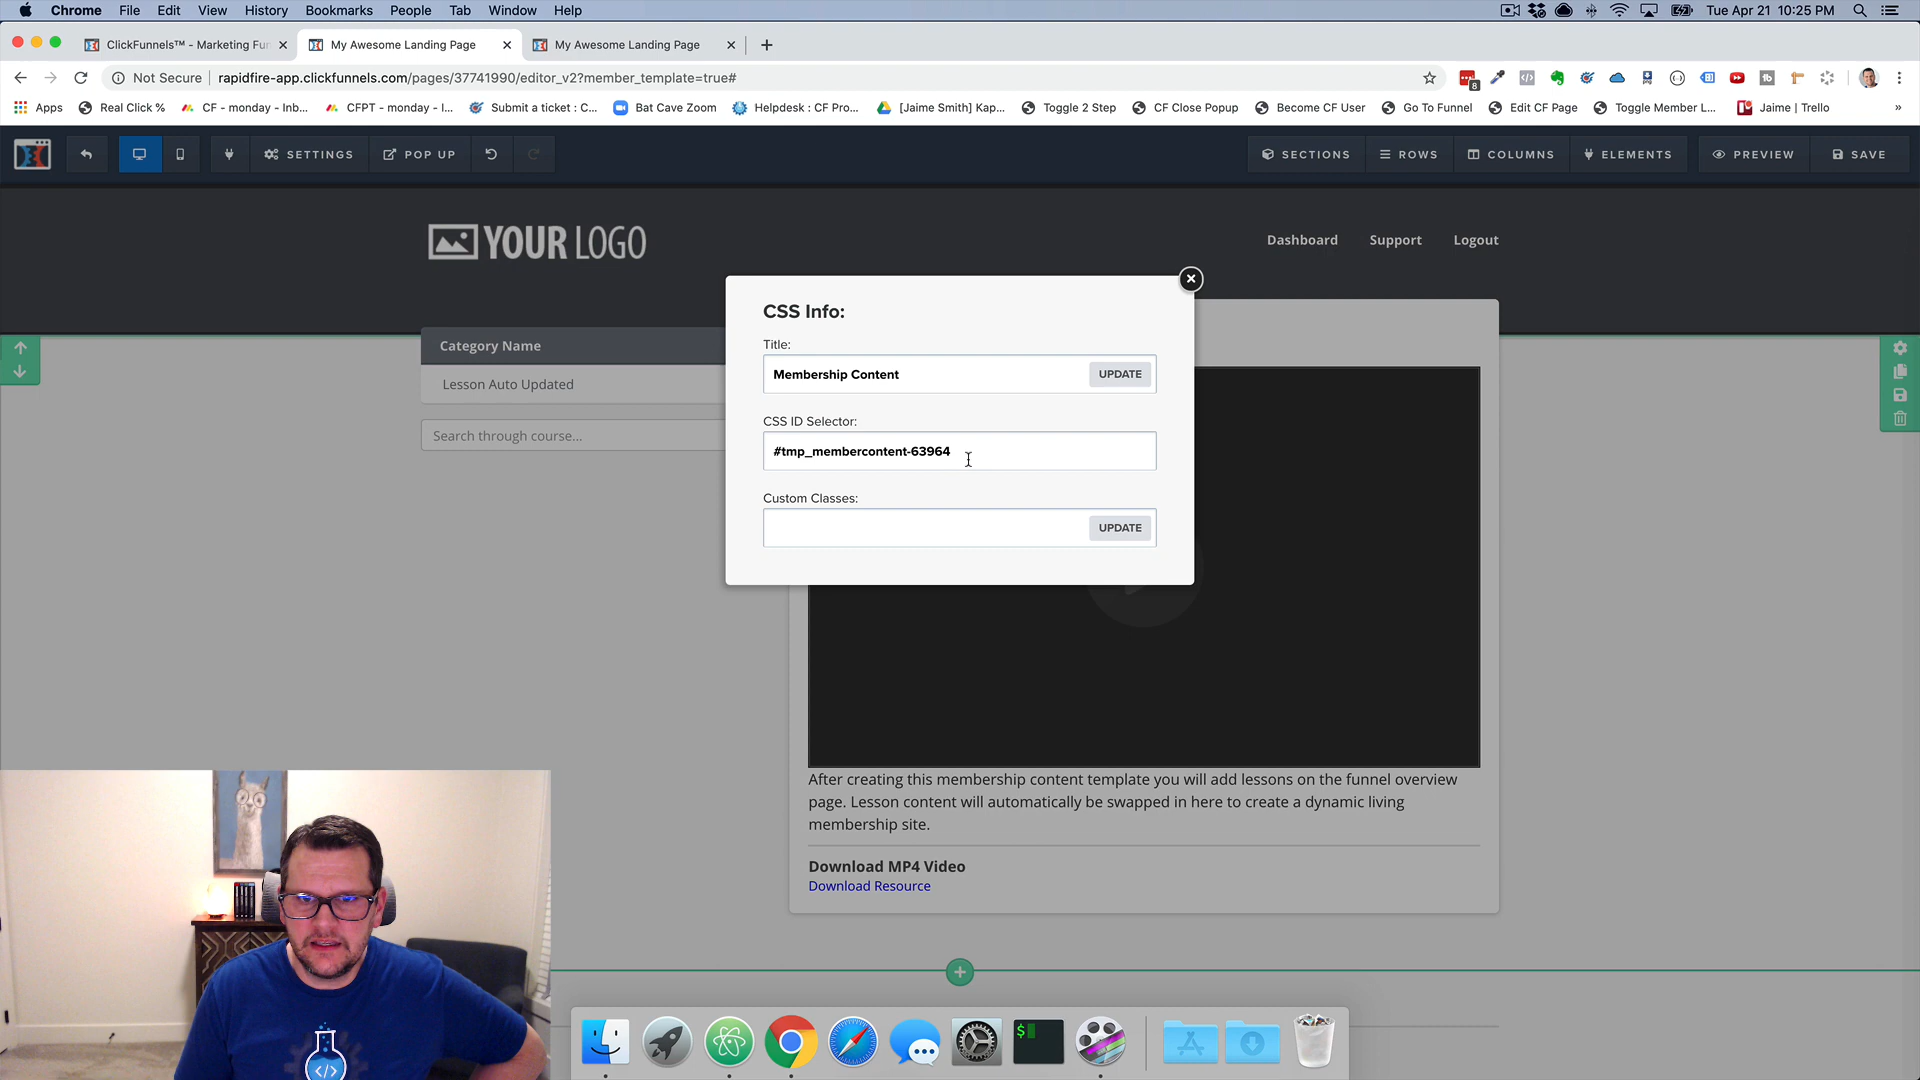 Chrome File Edit View History Bookmarks People Tab Window Help Tue Apr 21 10:25 PM
ClickFunnels™ - Marketing Fun My Awesome Landing Page My Awesome Landing Page
Not Secure rapidfire-app.clickfunnels.com/pages/37741990/editor_v2?member_template=true# 8
Apps Real Click % CF - monday - Inb... CFPT - monday - I... Submit a ticket : C... Bat Cave Zoom Helpdesk : CF Pro... [Jaime Smith] Kap... Toggle 2 Step CF Close Popup Become CF User Go To Funnel Edit CF Page Toggle Member L... Jaime | Trello »
SETTINGS POP UP SECTIONS ROWS COLUMNS ELEMENTS PREVIEW SAVE
YOUR LOGO
Dashboard Support Logout
CSS Info:
Title:
Membership Content UPDATE
CSS ID Selector:
#tmp_membercontent-63964
Custom Classes:
UPDATE
Category Name
Lesson Auto Updated
Search through course...
After creating this membership content template you will add lessons on the funnel overview
page. Lesson content will automatically be swapped in here to create a dynamic living
membership site.
Download MP4 Video
Download Resource
$